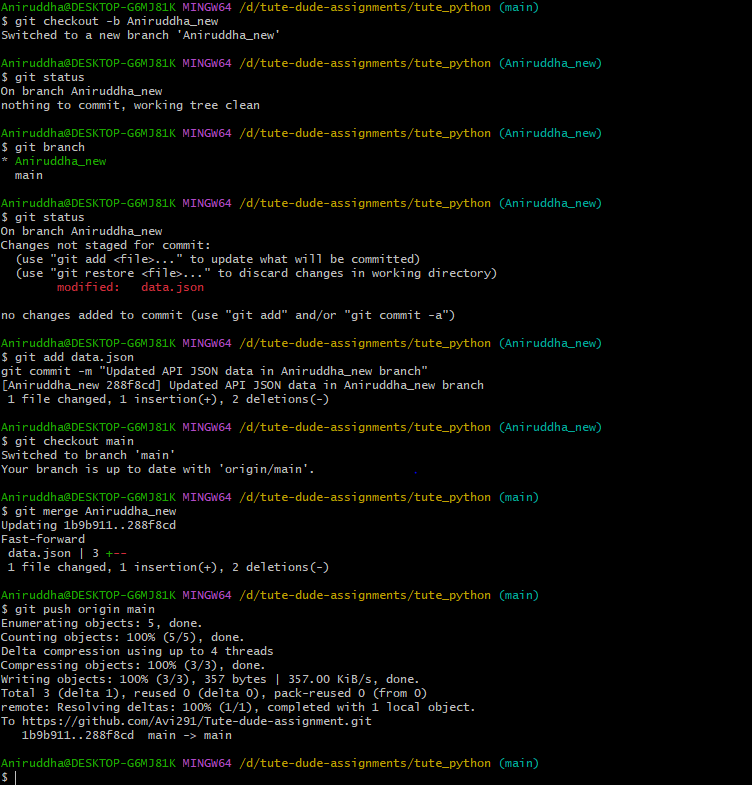 Aniruddha@DESKTOP-G6MJ81K MINGW64 /d/tute-dude-assignments/tute_python (main)
$ git checkout -b Aniruddha_new
Switched to a new branch 'Aniruddha_new'

Aniruddha@DESKTOP-G6MJ81K MINGW64 /d/tute-dude-assignments/tute_python (Aniruddha_new)
$ git status
On branch Aniruddha_new
nothing to commit, working tree clean

Aniruddha@DESKTOP-G6MJ81K MINGW64 /d/tute-dude-assignments/tute_python (Aniruddha_new)
$ git branch
* Aniruddha_new
  main

Aniruddha@DESKTOP-G6MJ81K MINGW64 /d/tute-dude-assignments/tute_python (Aniruddha_new)
$ git status
On branch Aniruddha_new
Changes not staged for commit:
  (use "git add <file>..." to update what will be committed)
  (use "git restore <file>..." to discard changes in working directory)
        modified:   data.json

no changes added to commit (use "git add" and/or "git commit -a")

Aniruddha@DESKTOP-G6MJ81K MINGW64 /d/tute-dude-assignments/tute_python (Aniruddha_new)
$ git add data.json
git commit -m "Updated API JSON data in Aniruddha_new branch"
[Aniruddha_new 288f8cd] Updated API JSON data in Aniruddha_new branch
 1 file changed, 1 insertion(+), 2 deletions(-)

Aniruddha@DESKTOP-G6MJ81K MINGW64 /d/tute-dude-assignments/tute_python (Aniruddha_new)
$ git checkout main
Switched to branch 'main'
Your branch is up to date with 'origin/main'.

Aniruddha@DESKTOP-G6MJ81K MINGW64 /d/tute-dude-assignments/tute_python (main)
$ git merge Aniruddha_new
Updating 1b9b911..288f8cd
Fast-forward
 data.json | 3 +--
 1 file changed, 1 insertion(+), 2 deletions(-)

Aniruddha@DESKTOP-G6MJ81K MINGW64 /d/tute-dude-assignments/tute_python (main)
$ git push origin main
Enumerating objects: 5, done.
Counting objects: 100% (5/5), done.
Delta compression using up to 4 threads
Compressing objects: 100% (3/3), done.
Writing objects: 100% (3/3), 357 bytes | 357.00 KiB/s, done.
Total 3 (delta 1), reused 0 (delta 0), pack-reused 0 (from 0)
remote: Resolving deltas: 100% (1/1), completed with 1 local object.
To https://github.com/Avi291/Tute-dude-assignment.git
   1b9b911..288f8cd  main -> main

Aniruddha@DESKTOP-G6MJ81K MINGW64 /d/tute-dude-assignments/tute_python (main)
$